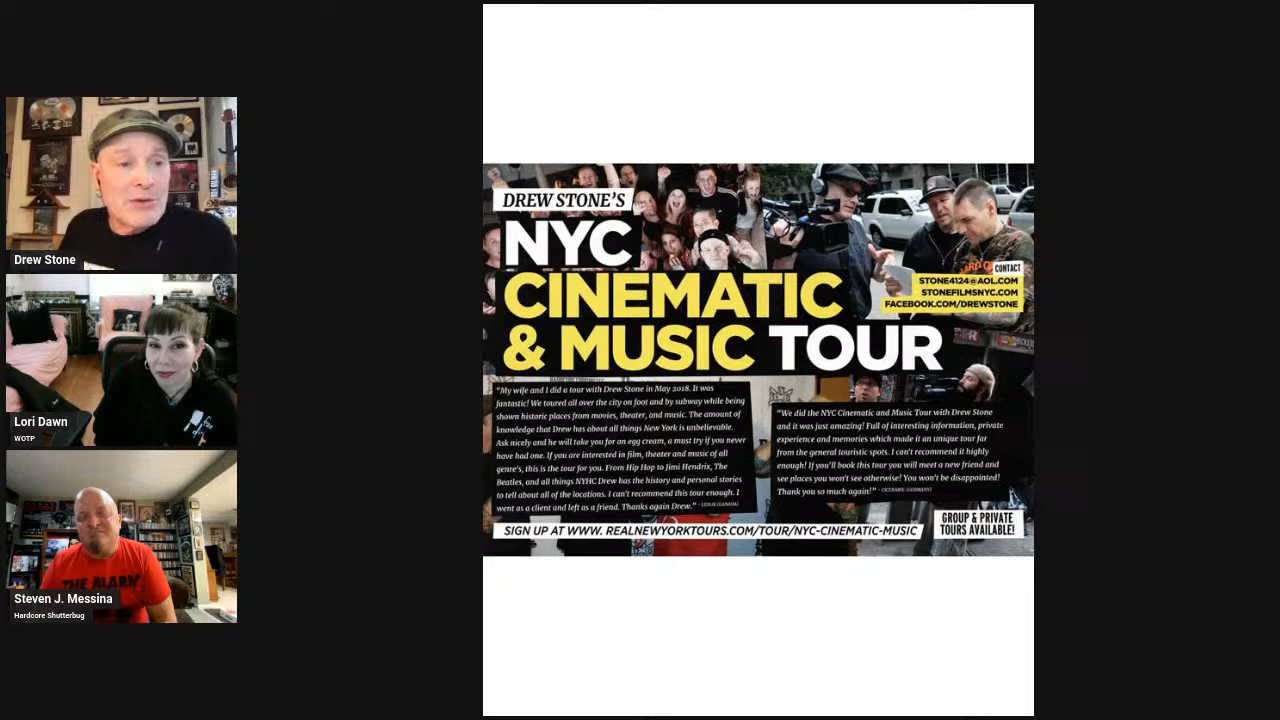 Drew Stone
Lori Dawn
WOTP
THE ALARM
Steven J. Messina
Hardcore Shutterbug
DREW STONE'S
NYC
CINEMATIC
& MUSIC TOUR
CONTACT
STONE4124@AOL.COM
STONEFILMSNYC.COM
FACEBOOK.COM/DREWSTONE
"My wife and I did a tour with Drew Stone in May 2018. It was
fantastic! We toured all over the city on foot and by subway while being
shown historic places from movies, theater, and music. The amount of
knowledge that Drew has about all things New York is unbelievable.
Ask nicely and he will take you for an egg cream, a must try if you never
have had one. If you are interested in film, theater and music of all
genre's, this is the tour for you. From Hip Hop to Jimi Hendrix, The
Beatles, and all things NYHC Drew has the history and personal stories
to tell about all of the locations. I can't recommend this tour enough. I
went as a client and left as a friend. Thanks again Drew." - LESLIE (CANADA)
"We did the NYC Cinematic and Music Tour with Drew Stone
and it was just amazing! Full of interesting information, private
experience and memories which made it an unique tour far
from the general touristic spots. I can't recommend it highly
enough! If you'll book this tour you will meet a new friend and
see places you won't see otherwise! You won't be disappointed!
Thank you so much again!" - (GERMANY)
SIGN UP AT WWW. REALNEWYORKTOURS.COM/TOUR/NYC-CINEMATIC-MUSIC
GROUP & PRIVATE
TOURS AVAILABLE!